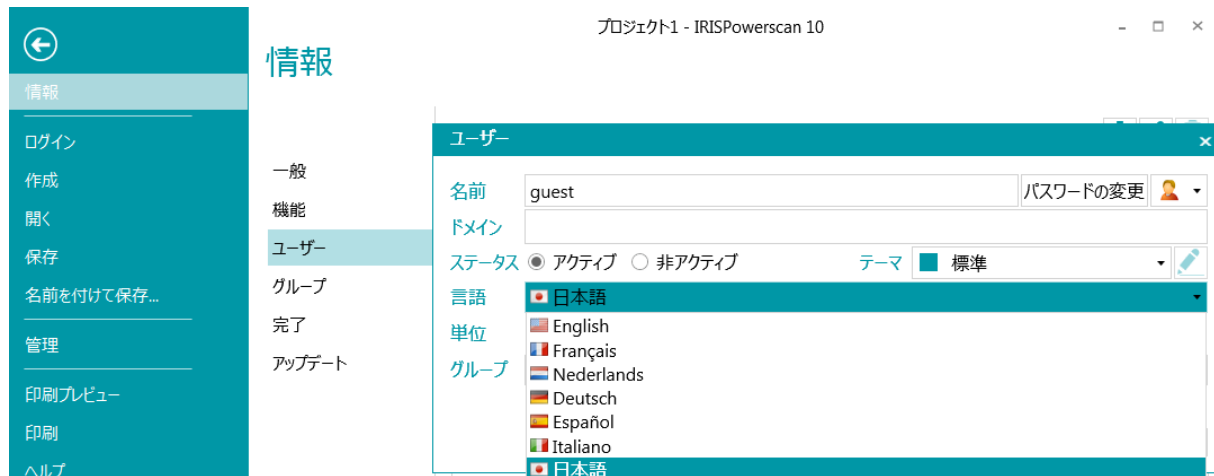 プロジェクト1 - IRISPowerscan 10
情報
情報
ログイン
作成
開く
保存
名前を付けて保存...
管理
印刷プレビュー
印刷
ヘルプ
一般
機能
ユーザー
グループ
完了
アップデート
ユーザー
名前 guest パスワードの変更
ドメイン
ステータス アクティブ 非アクティブ テーマ 標準
言語 日本語
単位
グループ
English
Français
Nederlands
Deutsch
Español
Italiano
日本語